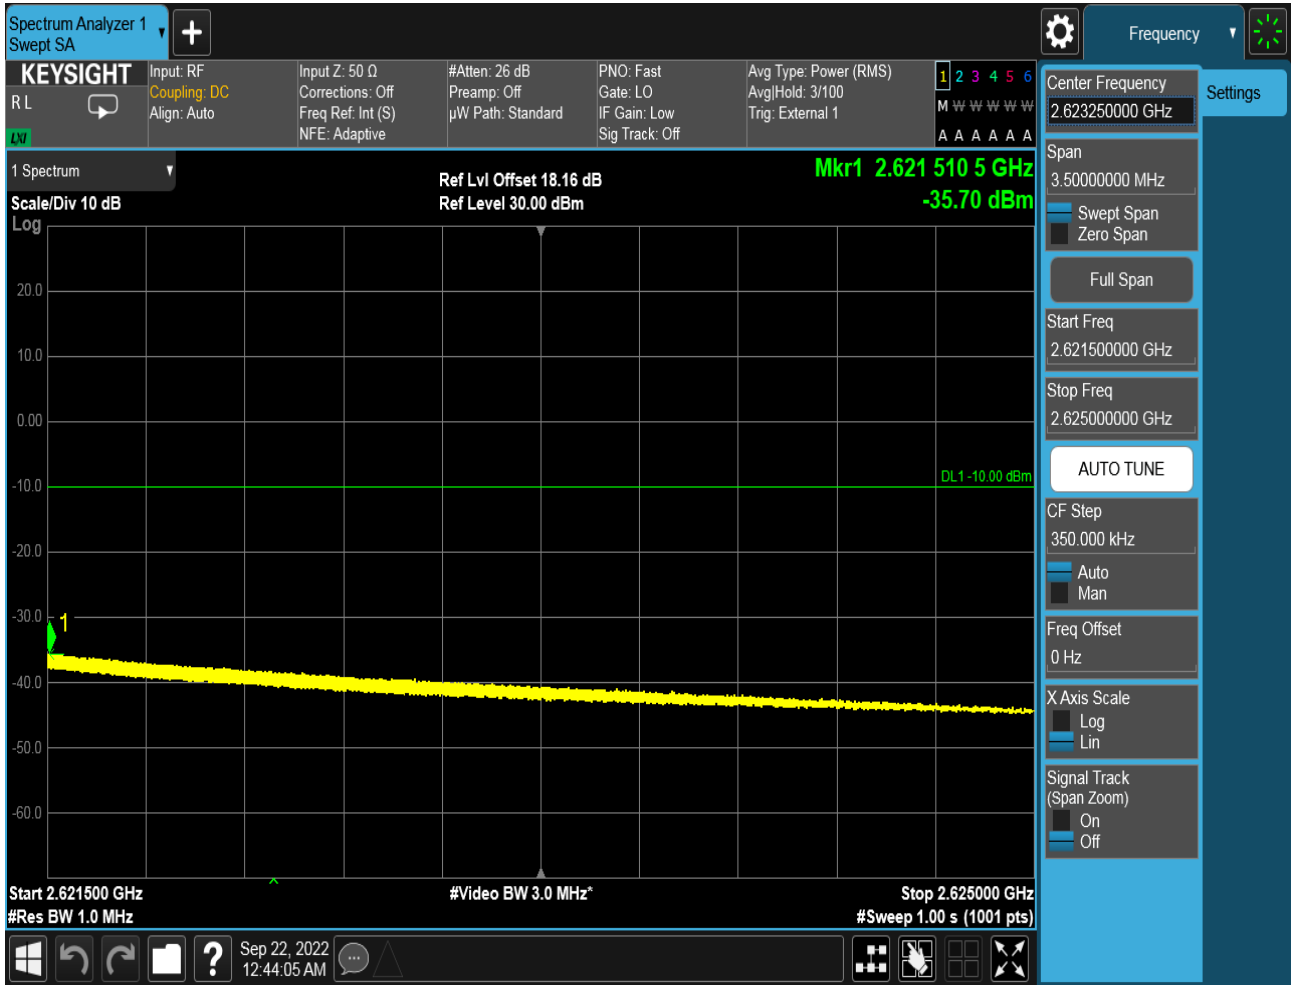 Spectrum Analyzer 1
Swept SA
Frequency
KEYSIGHT
R L
LXI
Input: RF
Coupling: DC
Align: Auto
Input Z: 50 Ω
Corrections: Off
Freq Ref: Int (S)
NFE: Adaptive
#Atten: 26 dB
Preamp: Off
µW Path: Standard
PNO: Fast
Gate: LO
IF Gain: Low
Sig Track: Off
Avg Type: Power (RMS)
Avg|Hold: 3/100
Trig: External 1
1 2 3 4 5 6
M W W W W W
A A A A A A
1 Spectrum
Scale/Div 10 dB
Log
Ref Lvl Offset 18.16 dB
Ref Level 30.00 dBm
Mkr1 2.621 510 5 GHz
-35.70 dBm
20.0
10.0
0.00
-10.0
-20.0
-30.0
-40.0
-50.0
-60.0
DL1 -10.00 dBm
1
Start 2.621500 GHz
#Res BW 1.0 MHz
#Video BW 3.0 MHz*
Stop 2.625000 GHz
#Sweep 1.00 s (1001 pts)
Center Frequency
2.623250000 GHz
Span
3.50000000 MHz
Swept Span
Zero Span
Full Span
Start Freq
2.621500000 GHz
Stop Freq
2.625000000 GHz
AUTO TUNE
CF Step
350.000 kHz
Auto
Man
Freq Offset
0 Hz
X Axis Scale
Log
Lin
Signal Track
(Span Zoom)
On
Off
Settings
?
Sep 22, 2022
12:44:05 AM